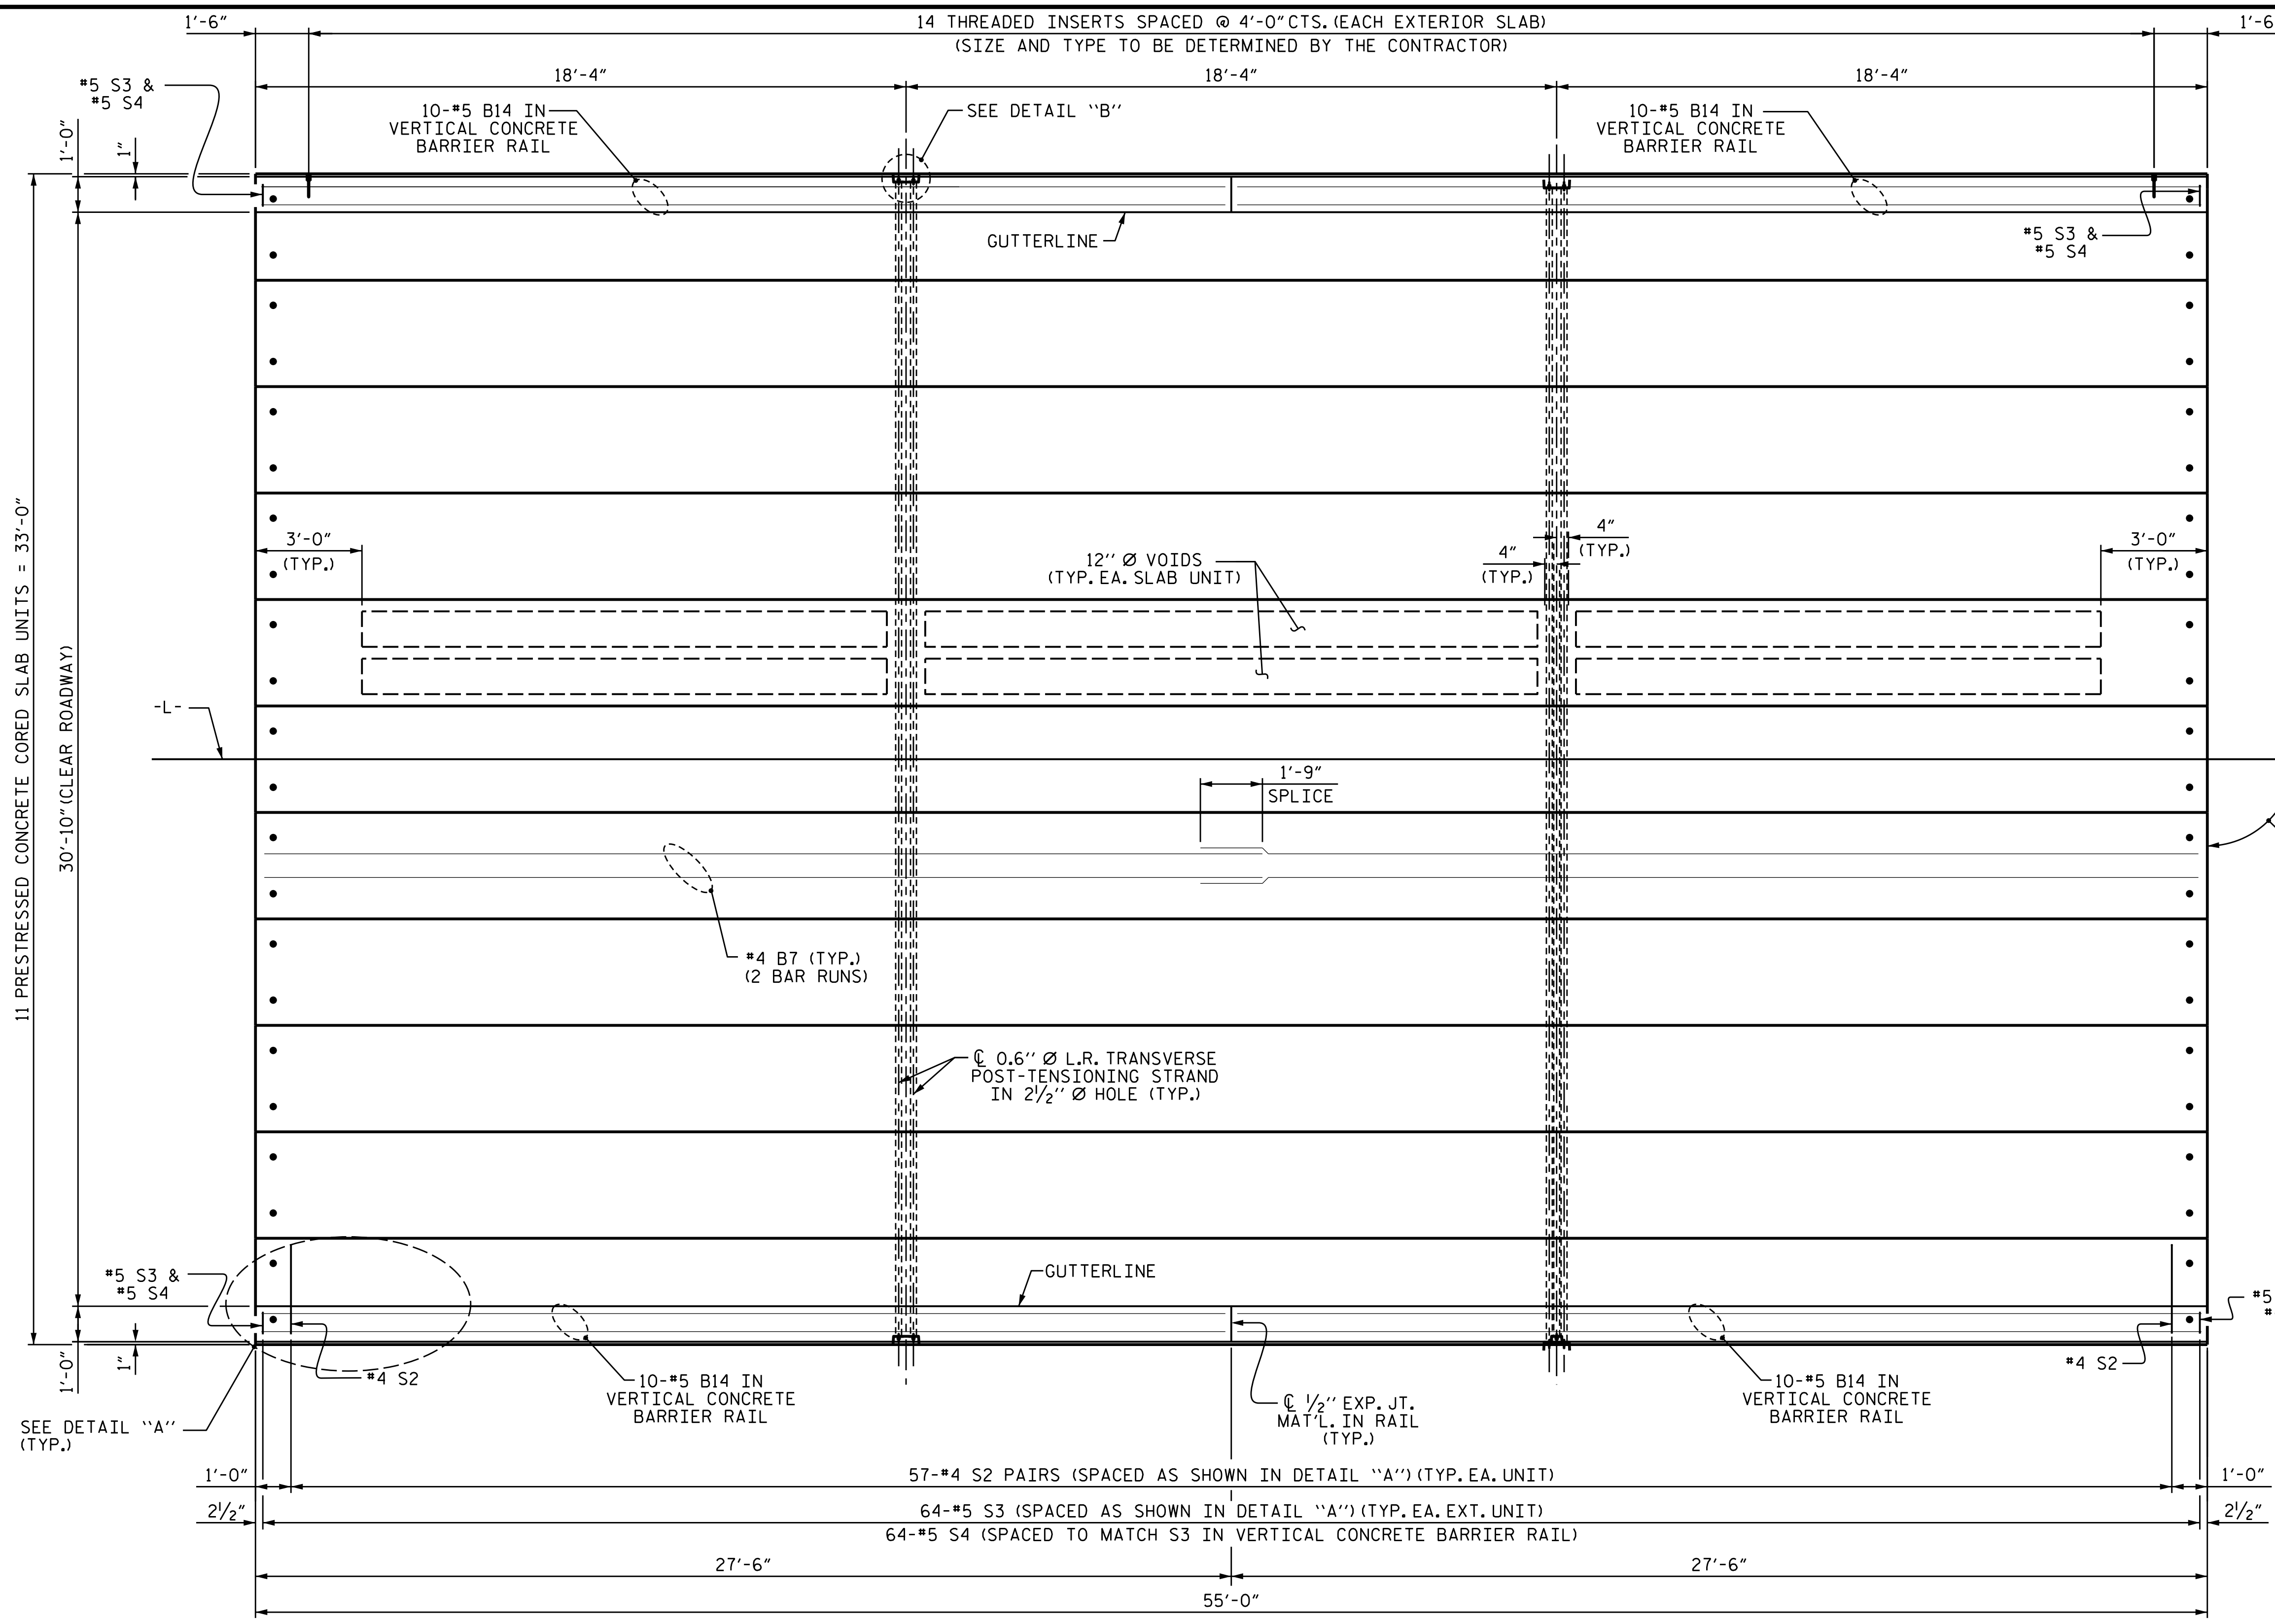 1'-6"
14 THREADED INSERTS SPACED @ 4'-0" CTS. (EACH EXTERIOR SLAB)
1'-6
(SIZE AND TYPE TO BE DETERMINED BY THE CONTRACTOR)
18'-4"
18'-4"
18'-4"
#5 S3 &
#5 S4
10-#5 B14 IN
VERTICAL CONCRETE
BARRIER RAIL
SEE DETAIL "B"
10-#5 B14 IN
VERTICAL CONCRETE
BARRIER RAIL
1'-0"
1"
GUTTERLINE
#5 S3 &
#5 S4
11 PRESTRESSED CONCRETE CORED SLAB UNITS = 33'-0"
30'-10" (CLEAR ROADWAY)
3'-0"
(TYP.)
12" Ø VOIDS
(TYP. EA. SLAB UNIT)
4"
(TYP.)
4"
(TYP.)
3'-0"
(TYP.)
-L-
1'-9"
SPLICE
#4 B7 (TYP.)
(2 BAR RUNS)
℄ 0.6" Ø L.R. TRANSVERSE
POST-TENSIONING STRAND
IN 2½" Ø HOLE (TYP.)
#5 S3 &
#5 S4
GUTTERLINE
#5
#
1'-0"
1"
#4 S2
10-#5 B14 IN
VERTICAL CONCRETE
BARRIER RAIL
℄ ½" EXP. JT.
MAT'L. IN RAIL
(TYP.)
#4 S2
10-#5 B14 IN
VERTICAL CONCRETE
BARRIER RAIL
SEE DETAIL "A"
(TYP.)
1'-0"
57-#4 S2 PAIRS (SPACED AS SHOWN IN DETAIL "A") (TYP. EA. UNIT)
1'-0"
2½"
64-#5 S3 (SPACED AS SHOWN IN DETAIL "A") (TYP. EA. EXT. UNIT)
2½"
64-#5 S4 (SPACED TO MATCH S3 IN VERTICAL CONCRETE BARRIER RAIL)
27'-6"
27'-6"
55'-0"